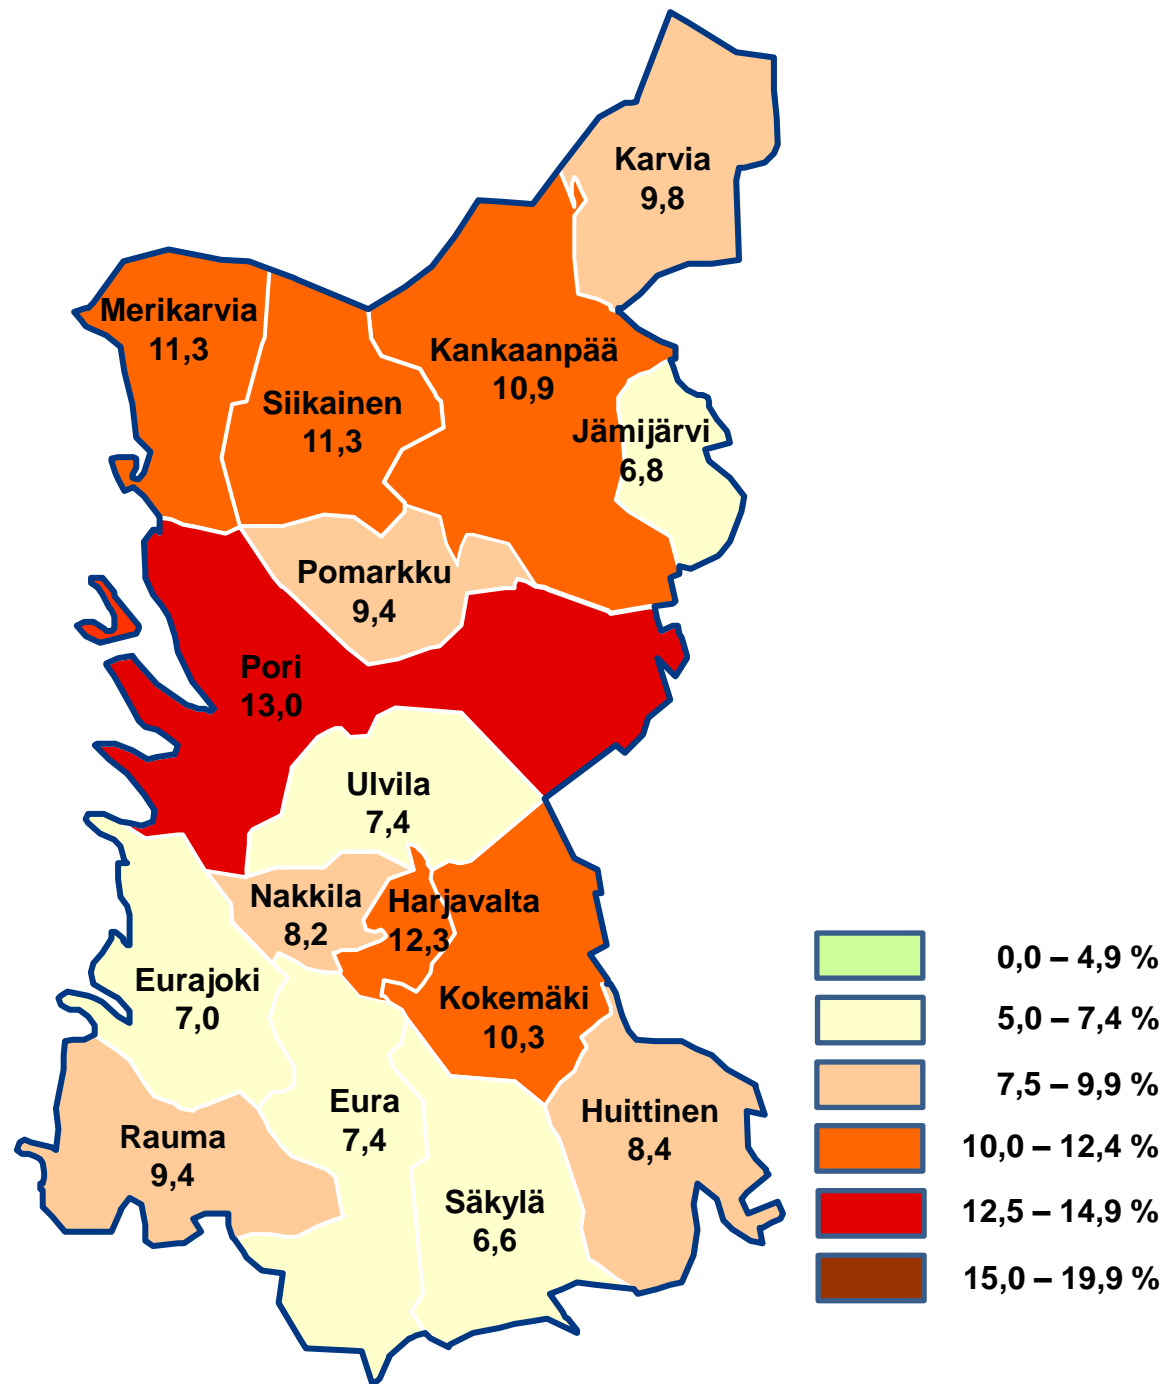 Karvia
9,8
Merikarvia
11,3
Kankaanpää
10,9
Siikainen
11,3
Jämijärvi
6,8
Pomarkku
9,4
Pori
13,0
Ulvila
7,4
Nakkila
8,2
Harjavalta
12,3
Eurajoki
7,0
Kokemäki
10,3
Eura
7,4
Huittinen
8,4
Rauma
9,4
Säkylä
6,6
0,0 – 4,9 %
5,0 – 7,4 %
7,5 – 9,9 %
10,0 – 12,4 %
12,5 – 14,9 %
15,0 – 19,9 %